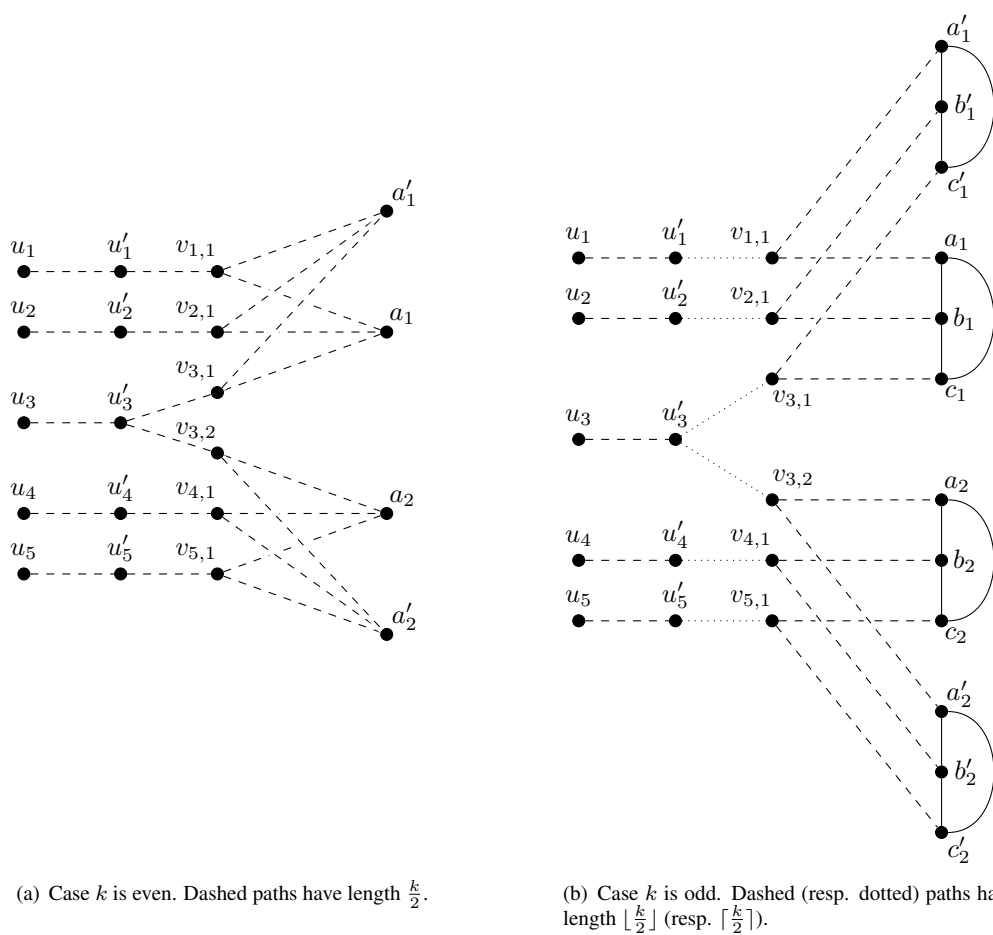 a′₁
b′₁
c′₁
a′₁
u₁ u′₁ v₁,₁
u₂ u′₂ v₂,₁
a₁
v₃,₁
u₃ u′₃
v₃,₂
u₄ u′₄ v₄,₁
a₂
u₅ u′₅ v₅,₁
a′₂
u₁ u′₁ v₁,₁ a₁
u₂ u′₂ v₂,₁ b₁
v₃,₁ c₁
u₃ u′₃
v₃,₂ a₂
u₄ u′₄ v₄,₁ b₂
u₅ u′₅ v₅,₁ c₂
a′₂
b′₂
c′₂
(a) Case k is even. Dashed paths have length k/2.
(b) Case k is odd. Dashed (resp. dotted) paths ha
length ⌊k/2⌋ (resp. ⌈k/2⌉).